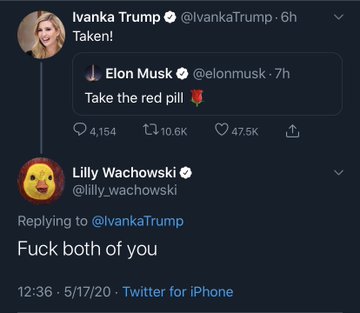 Ivanka Trump @IvankaTrump · 6h
Taken!
Elon Musk @elonmusk · 7h
Take the red pill 🌹
4,154 10.6K 47.5K
Lilly Wachowski
@lilly_wachowski
Replying to @IvankaTrump
Fuck both of you
12:36 · 5/17/20 · Twitter for iPhone